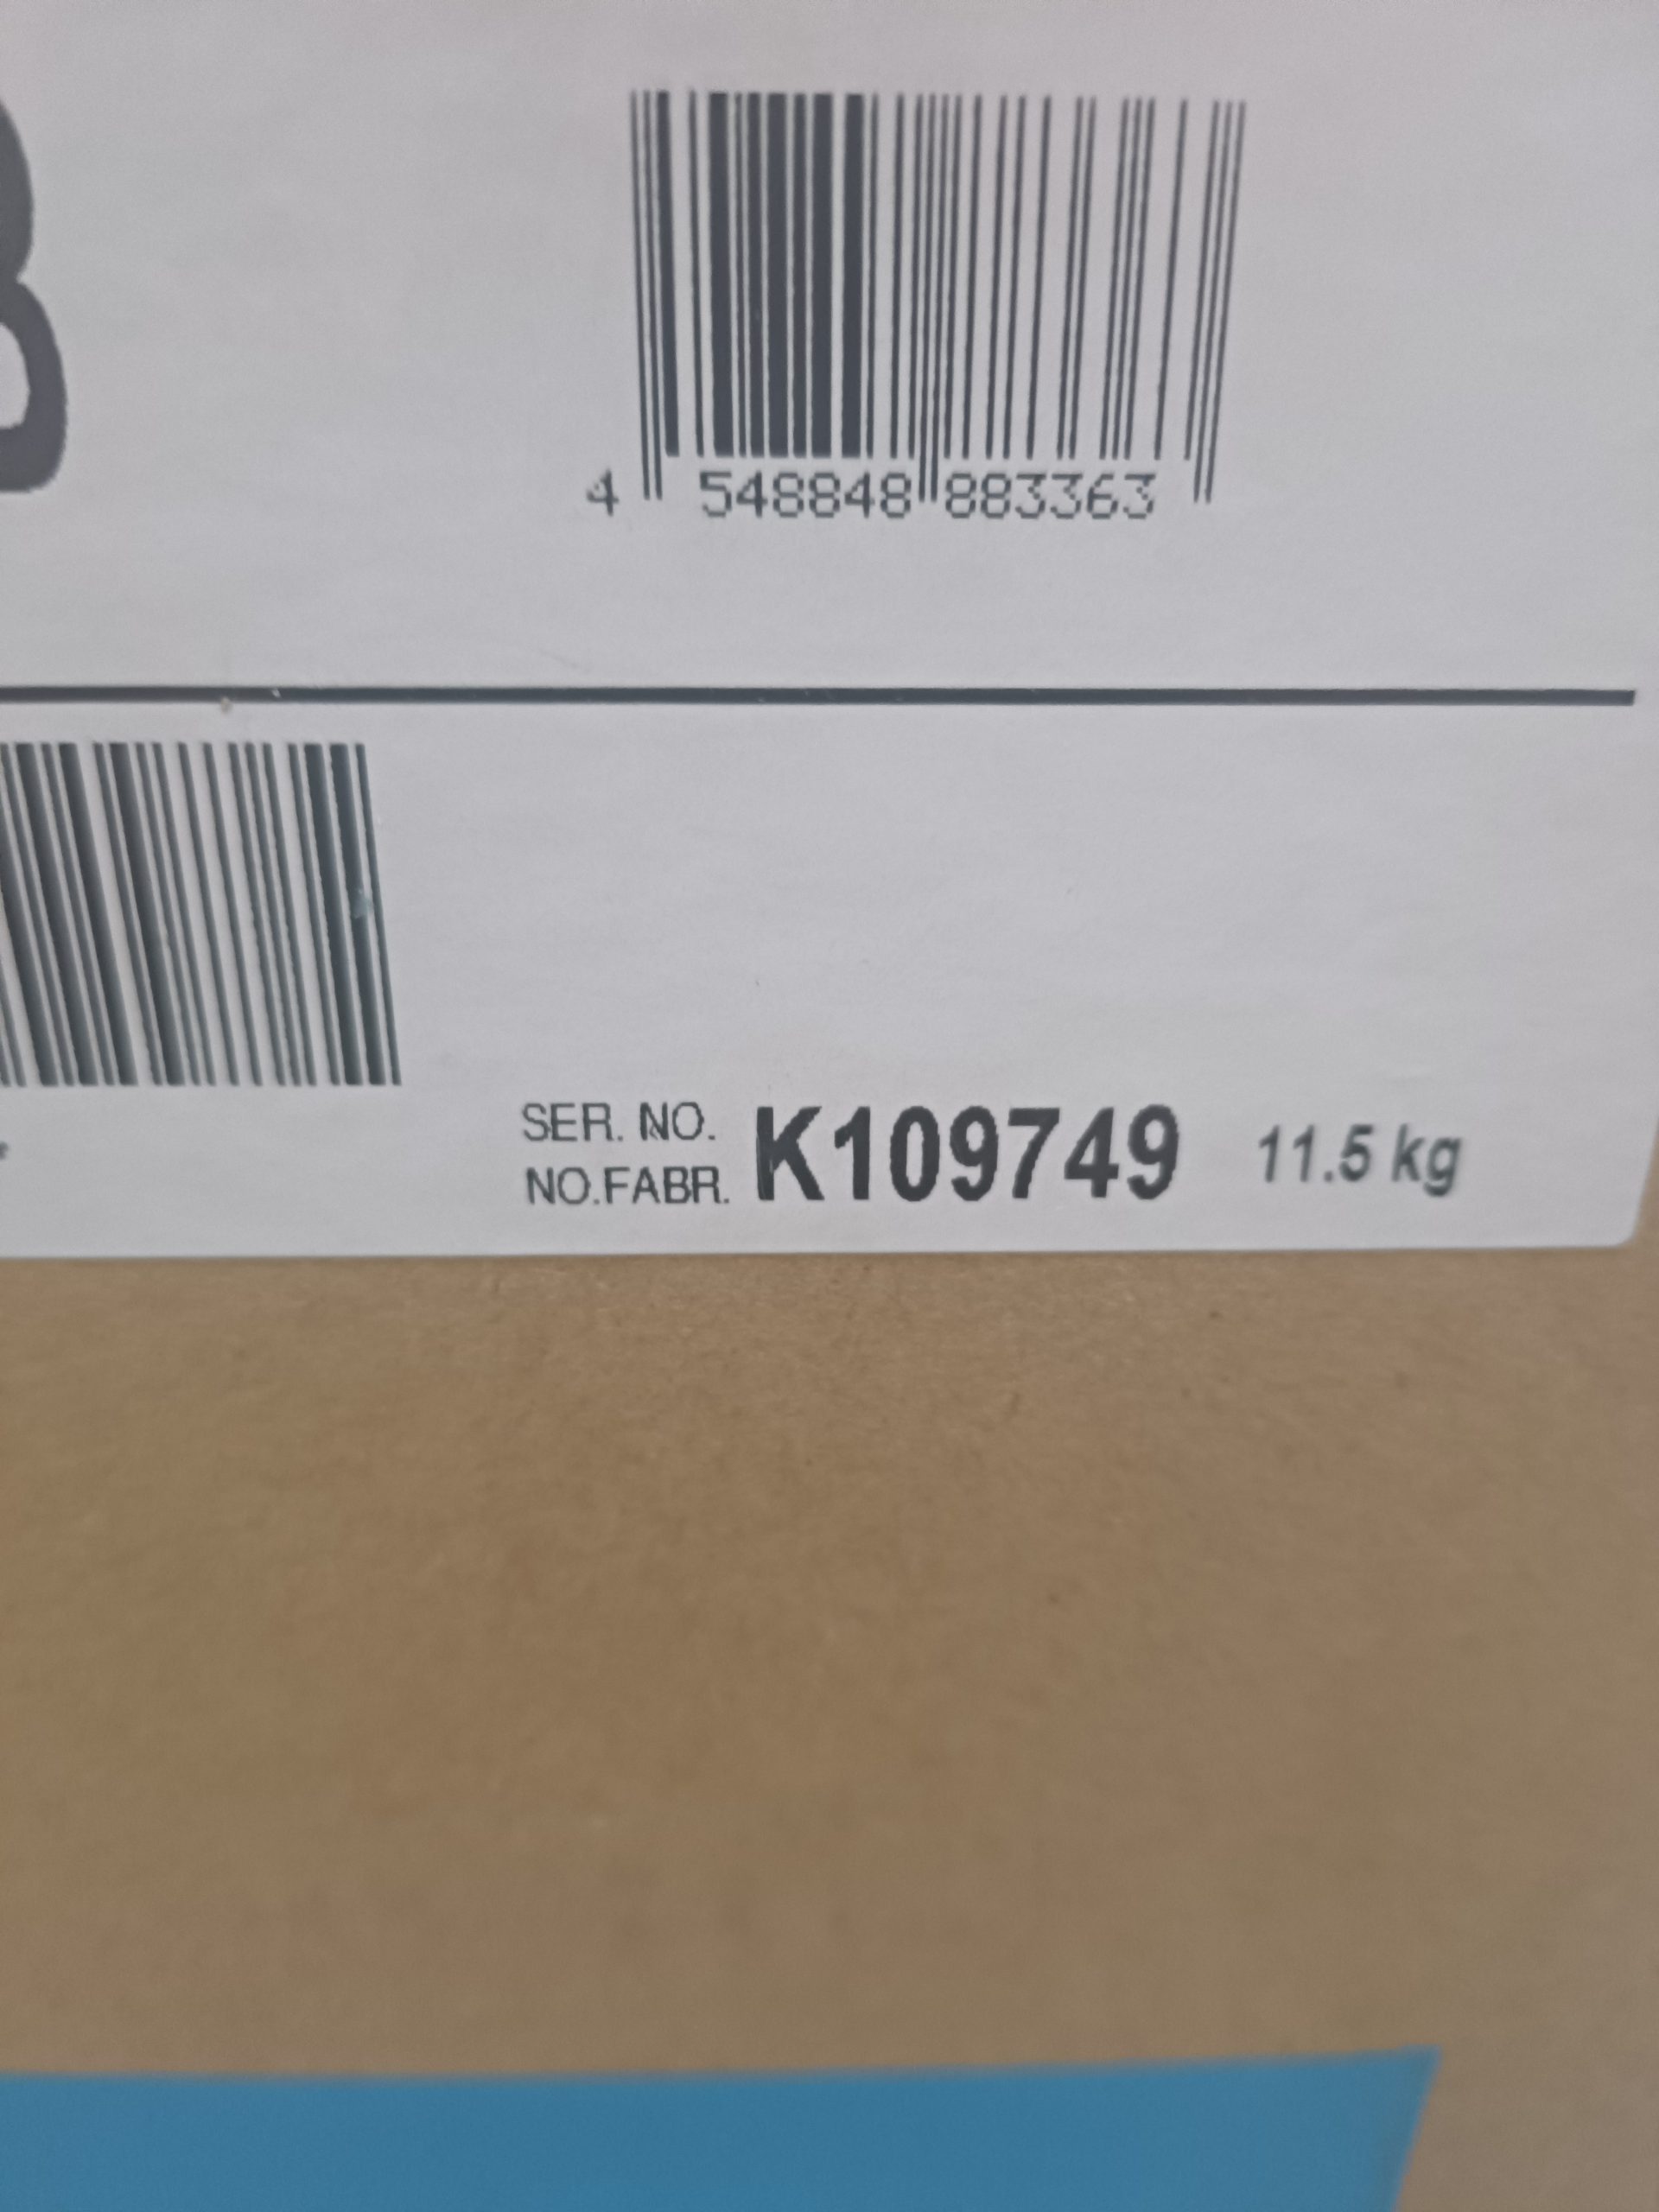 4 548848 883363
SER. NO.
NO.FABR. K109749 11.5 kg